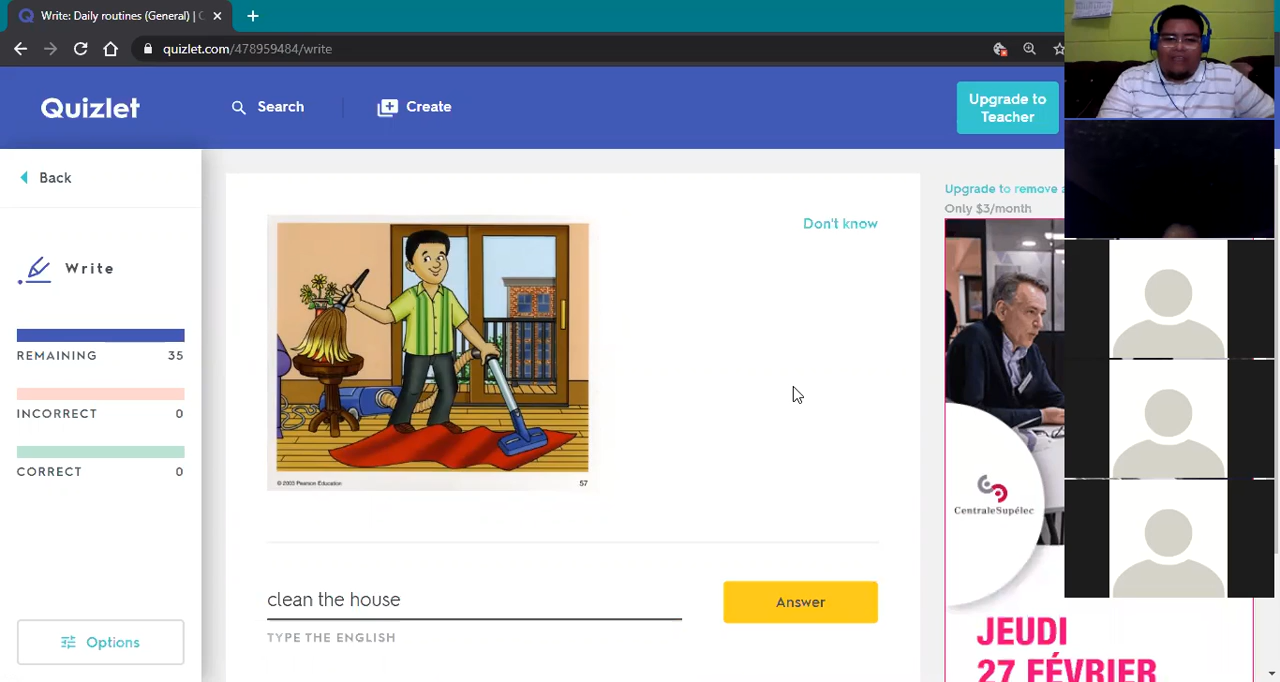 Write: Daily routines (General) | C
quizlet.com/478959484/write
Quizlet
Search
Create
Upgrade to
Teacher
Back
Write
REMAINING 35
INCORRECT 0
CORRECT 0
Options
Don't know
© 2003 Pearson Education 57
clean the house
TYPE THE ENGLISH
Answer
Upgrade to remove
Only $3/month
CentraleSupélec
JEUDI
27 FÉVRIER